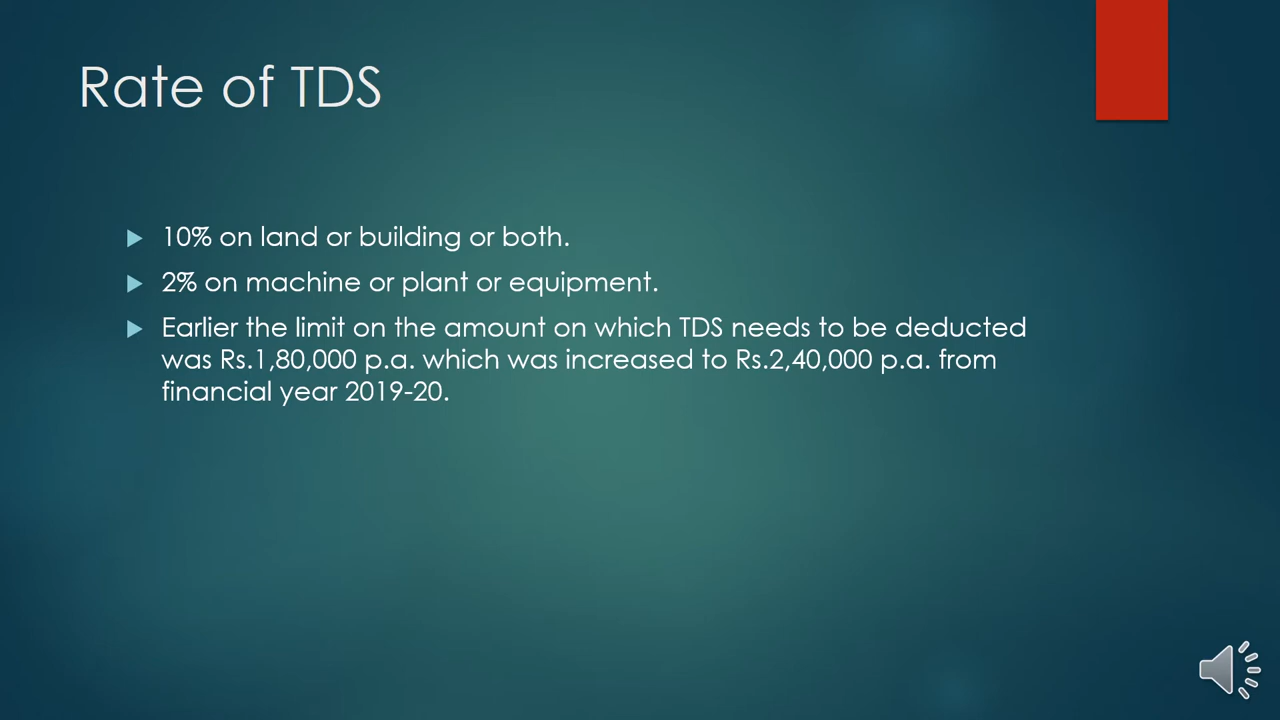 Rate of TDS
10% on land or building or both.
2% on machine or plant or equipment.
Earlier the limit on the amount on which TDS needs to be deducted
was Rs.1,80,000 p.a. which was increased to Rs.2,40,000 p.a. from
financial year 2019-20.